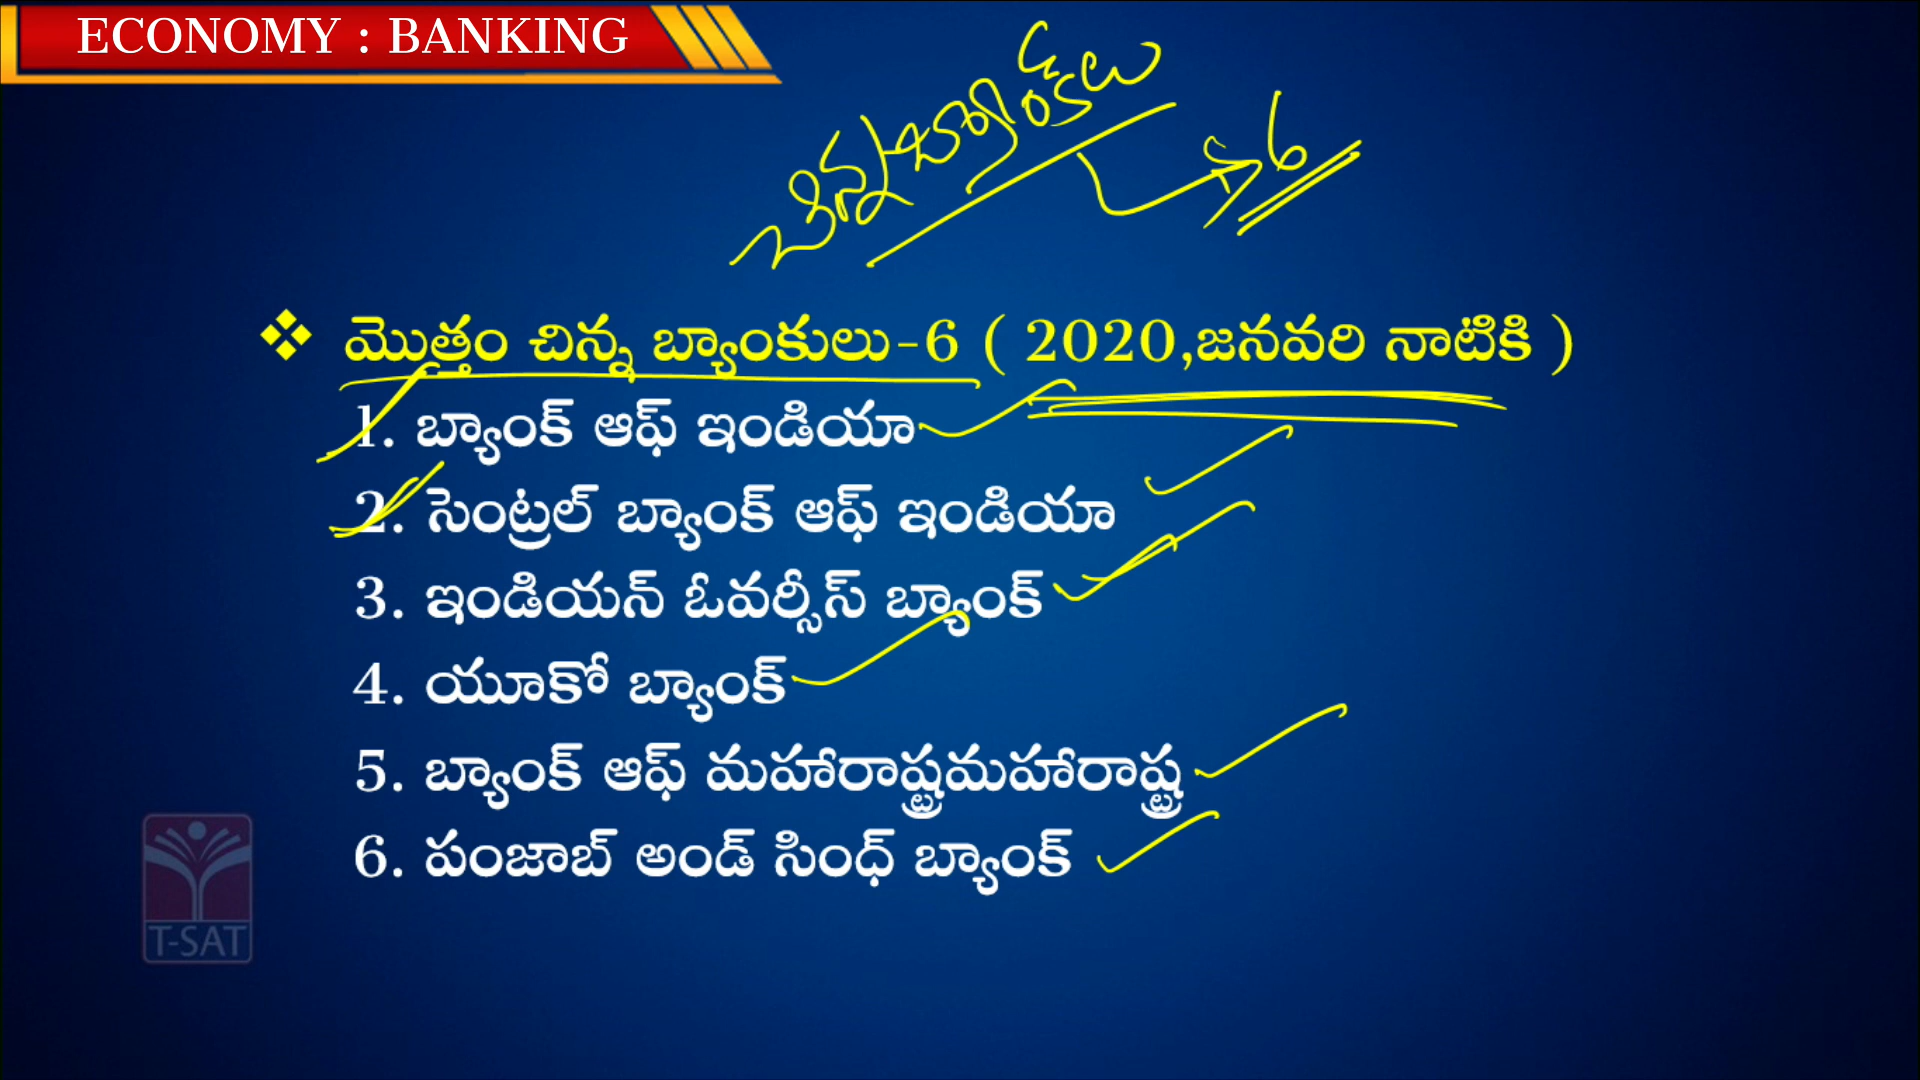 ECONOMY : BANKING
చిన్న బ్యాంక్‌లు → 6
❖ మొత్తం చిన్న బ్యాంకులు-6 ( 2020,జనవరి నాటికి )
1. బ్యాంక్ ఆఫ్ ఇండియా
2. సెంట్రల్ బ్యాంక్ ఆఫ్ ఇండియా
3. ఇండియన్ ఓవర్సీస్ బ్యాంక్
4. యూకో బ్యాంక్
5. బ్యాంక్ ఆఫ్ మహారాష్ట్రమహారాష్ట్ర
6. పంజాబ్ అండ్ సింధ్ బ్యాంక్
T-SAT